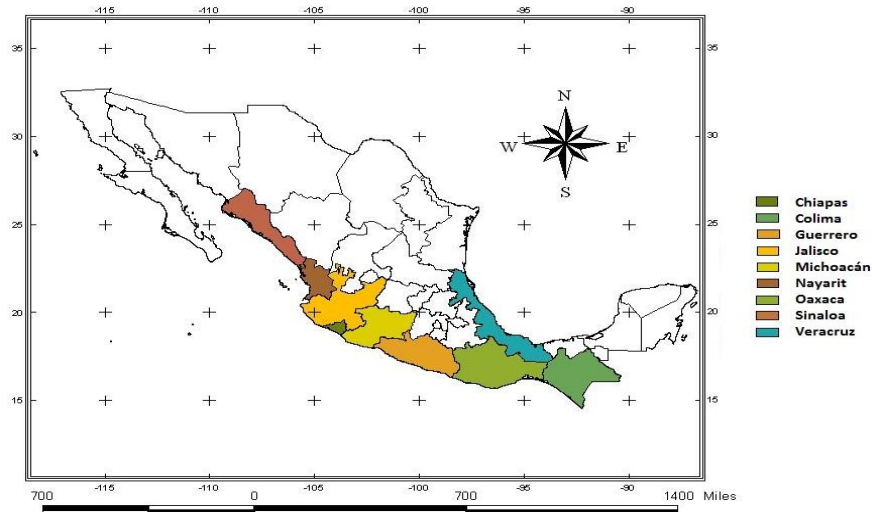 -115 -110 -105 -100 -95 -90
35 35
N
30 30
W E
S
25 25
20 20
15 15
-115 -110 -105 -100 -95 -90
700 0 700 1400 Miles
Chiapas
Colima
Guerrero
Jalisco
Michoacán
Nayarit
Oaxaca
Sinaloa
Veracruz